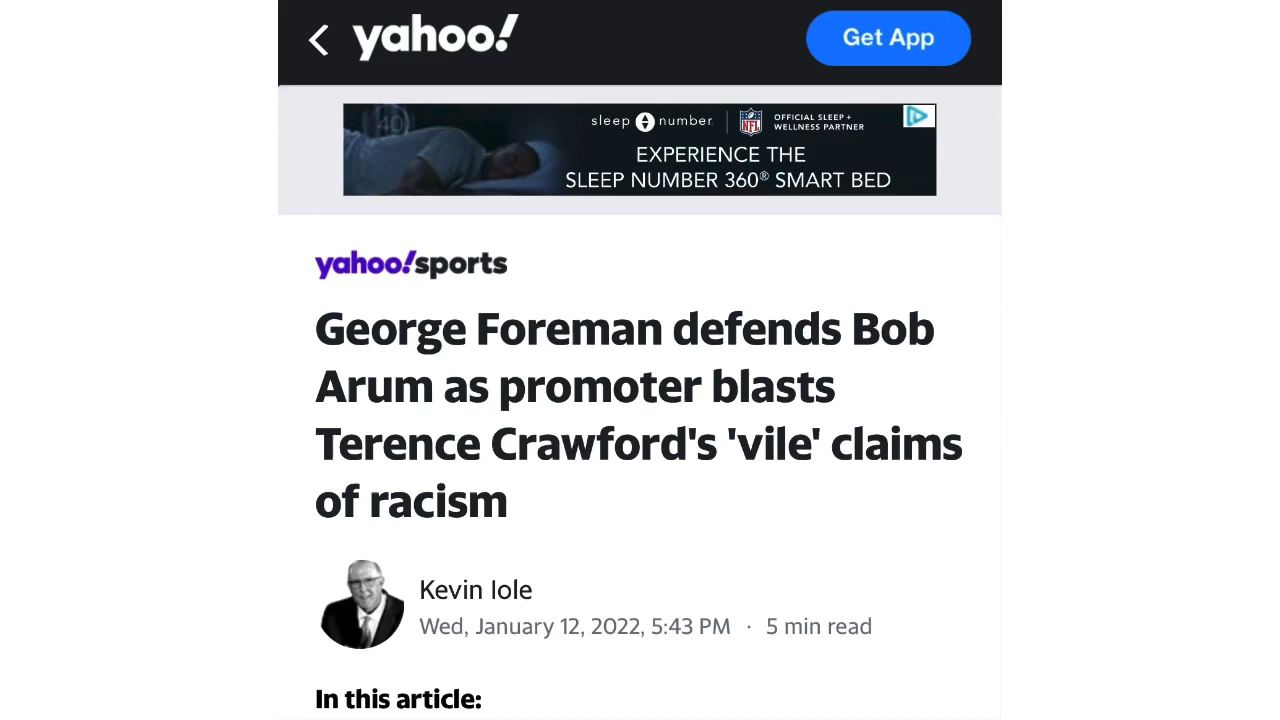 yahoo!
Get App
40
sleep number
NFL
OFFICIAL SLEEP +
WELLNESS PARTNER
EXPERIENCE THE
SLEEP NUMBER 360® SMART BED
yahoo!sports
George Foreman defends Bob
Arum as promoter blasts
Terence Crawford's 'vile' claims
of racism
Kevin Iole
Wed, January 12, 2022, 5:43 PM · 5 min read
In this article: